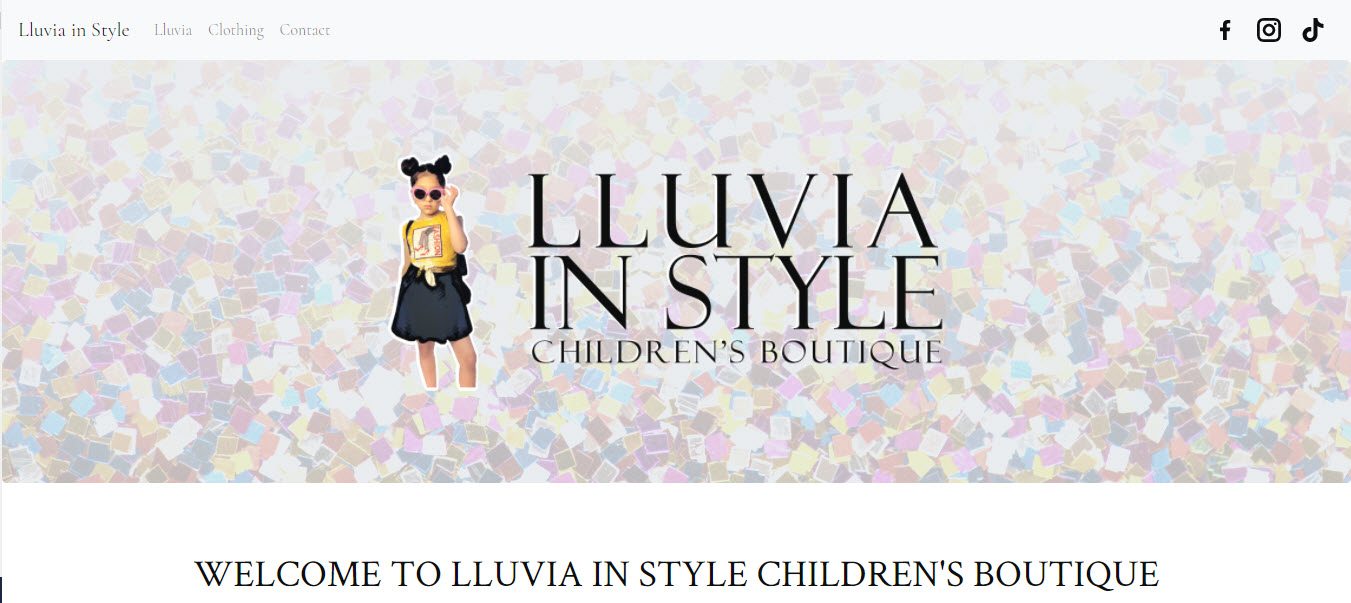 Lluvia in Style Lluvia Clothing Contact
LLUVIA
IN STYLE
CHILDREN'S BOUTIQUE
WELCOME TO LLUVIA IN STYLE CHILDREN'S BOUTIQUE